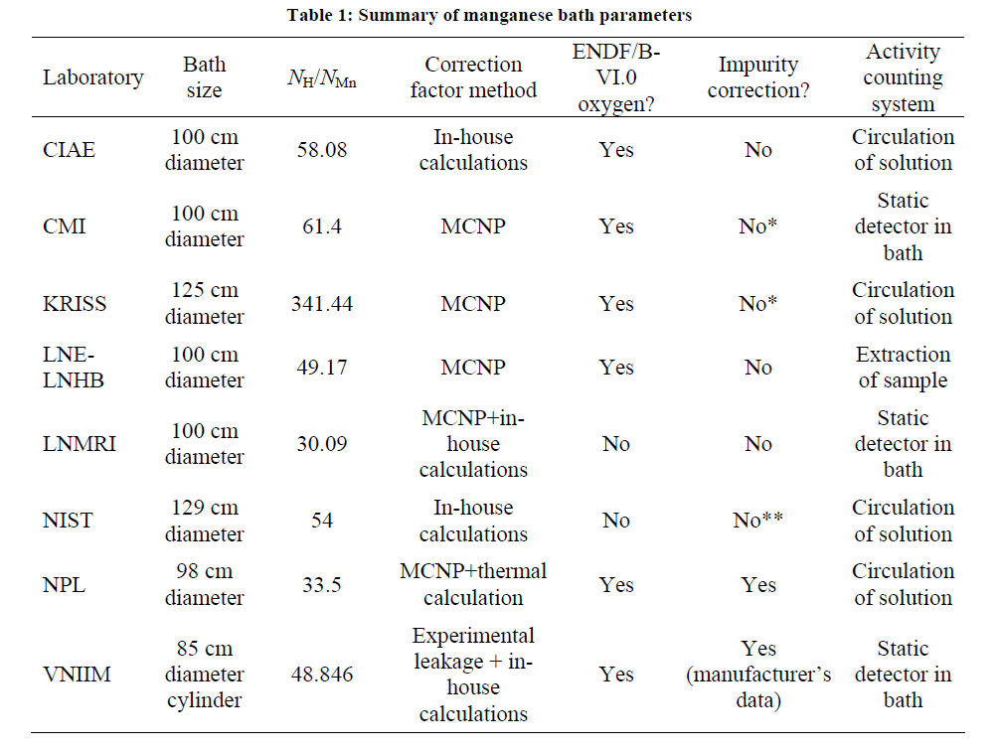 Table 1: Summary of manganese bath parameters
Laboratory
Bath
size
NH/NMn
Correction
factor method
ENDF/B-
VI.0
oxygen?
Impurity
correction?
Activity
counting
system
CIAE
100 cm
diameter
58.08
In-house
calculations
Yes
No
Circulation
of solution
CMI
100 cm
diameter
61.4
MCNP
Yes
No*
Static
detector in
bath
KRISS
125 cm
diameter
341.44
MCNP
Yes
No*
Circulation
of solution
LNE-
LNHB
100 cm
diameter
49.17
MCNP
Yes
No
Extraction
of sample
LNMRI
100 cm
diameter
30.09
MCNP+in-
house
calculations
No
No
Static
detector in
bath
NIST
129 cm
diameter
54
In-house
calculations
No
No**
Circulation
of solution
NPL
98 cm
diameter
33.5
MCNP+thermal
calculation
Yes
Yes
Circulation
of solution
VNIIM
85 cm
diameter
cylinder
48.846
Experimental
leakage + in-
house
calculations
Yes
Yes
(manufacturer's
data)
Static
detector in
bath